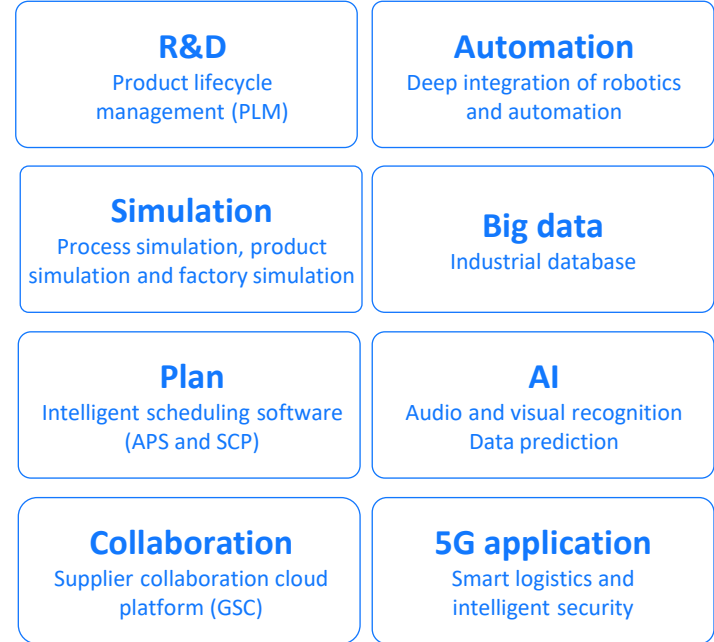 R&D
Product lifecycle
management (PLM)
Automation
Deep integration of robotics
and automation
Simulation
Process simulation, product
simulation and factory simulation
Big data
Industrial database
Plan
Intelligent scheduling software
(APS and SCP)
AI
Audio and visual recognition
Data prediction
Collaboration
Supplier collaboration cloud
platform (GSC)
5G application
Smart logistics and
intelligent security